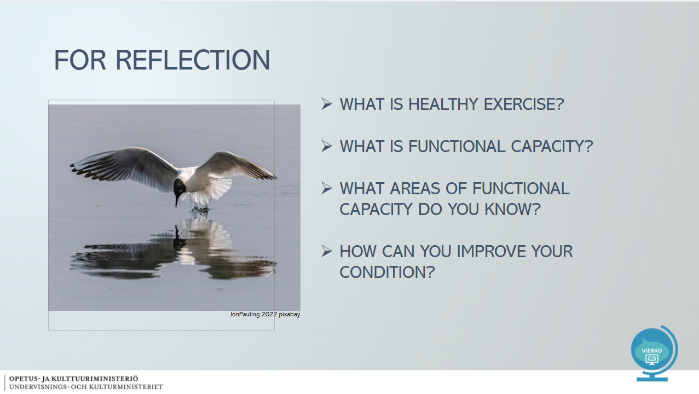 FOR REFLECTION
➢ WHAT IS HEALTHY EXERCISE?
➢ WHAT IS FUNCTIONAL CAPACITY?
➢ WHAT AREAS OF FUNCTIONAL
CAPACITY DO YOU KNOW?
➢ HOW CAN YOU IMPROVE YOUR
CONDITION?
JonPauling.2022.pixabay.
VIERKO
OPETUS- JA KULTTUURIMINISTERIÖ
UNDERVISNINGS- OCH KULTURMINISTERIET